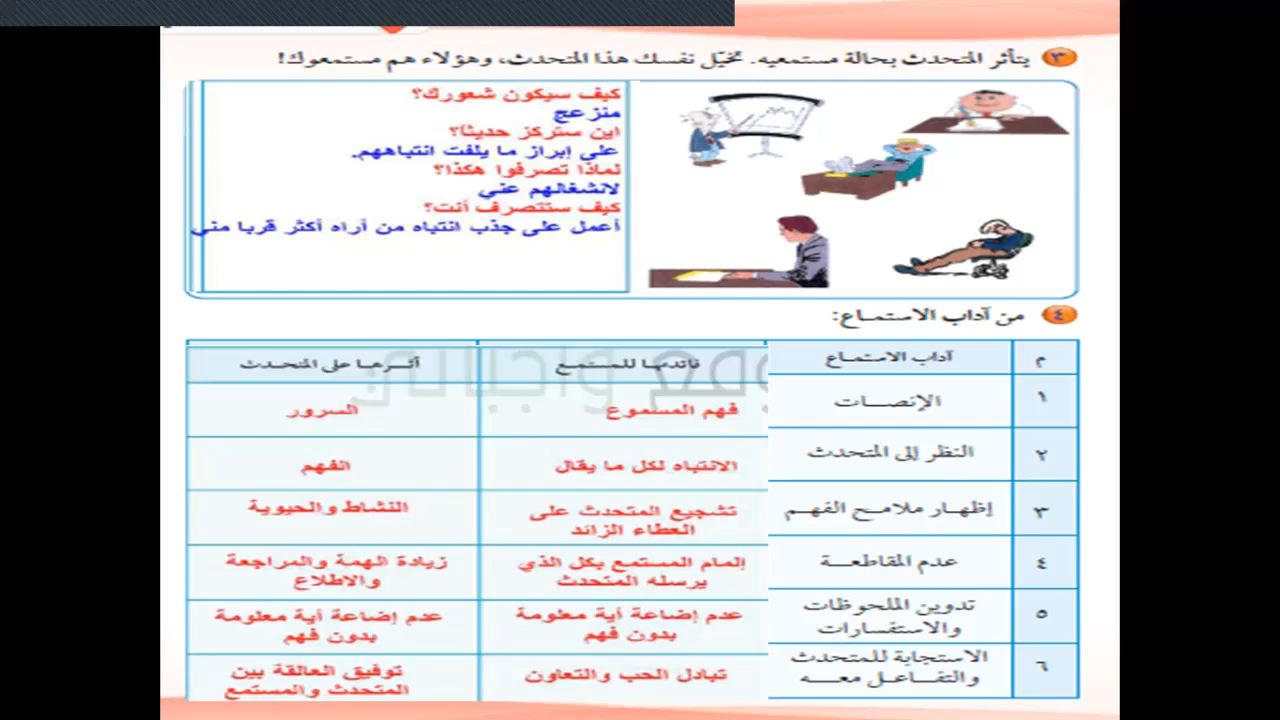 ٣ يتأثر المتحدث بحالة مستمعيه. تخيّل نفسك هذا المتحدث، وهؤلاء هم مستمعوك!
كيف سيكون شعورك؟
منزعج
اين ستركز حديثاً؟
على إبراز ما يلفت انتباههم.
لماذا تصرفوا هكذا؟
لانشغالهم عني
كيف ستتصرف أنت؟
أعمل على جذب انتباه من أراه أكثر قربا مني
٤ من آداب الاستماع:
م آداب الاستماع فائدتها للمستمع أثرها على المتحدث
١ الإنصات فهم المسموع السرور
٢ النظر إلى المتحدث الانتباه لكل ما يقال الفهم
٣ إظهار ملامح الفهم تشجيع المتحدث على النشاط والحيوية
العطاء الزائد
٤ عدم المقاطعة إلمام المستمع بكل الذي زيادة الهمة والمراجعة
يرسله المتحدث والاطلاع
٥ تدوين الملحوظات عدم إضاعة أية معلومة عدم إضاعة أية معلومة
والاستفسارات بدون فهم بدون فهم
٦ الاستجابة للمتحدث تبادل الحب والتعاون توفيق العالقة بين
والتفاعل معه المتحدث والمستمع